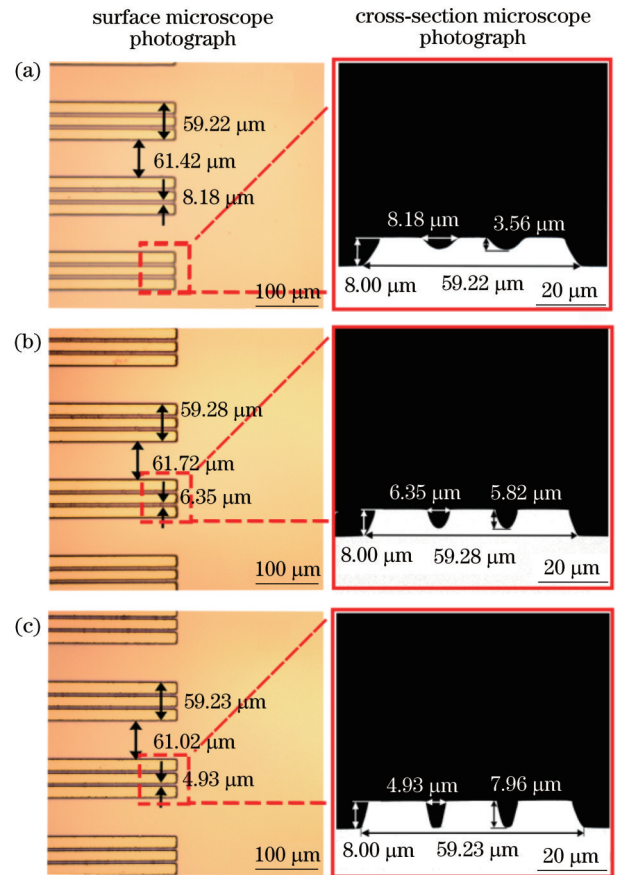 surface microscope
photograph
cross-section microscope
photograph
(a)
59.22 μm
61.42 μm
8.18 μm
100 μm
8.18 μm
3.56 μm
8.00 μm
59.22 μm
20 μm
(b)
59.28 μm
61.72 μm
6.35 μm
100 μm
6.35 μm
5.82 μm
8.00 μm
59.28 μm
20 μm
(c)
59.23 μm
61.02 μm
4.93 μm
100 μm
4.93 μm
7.96 μm
8.00 μm
59.23 μm
20 μm